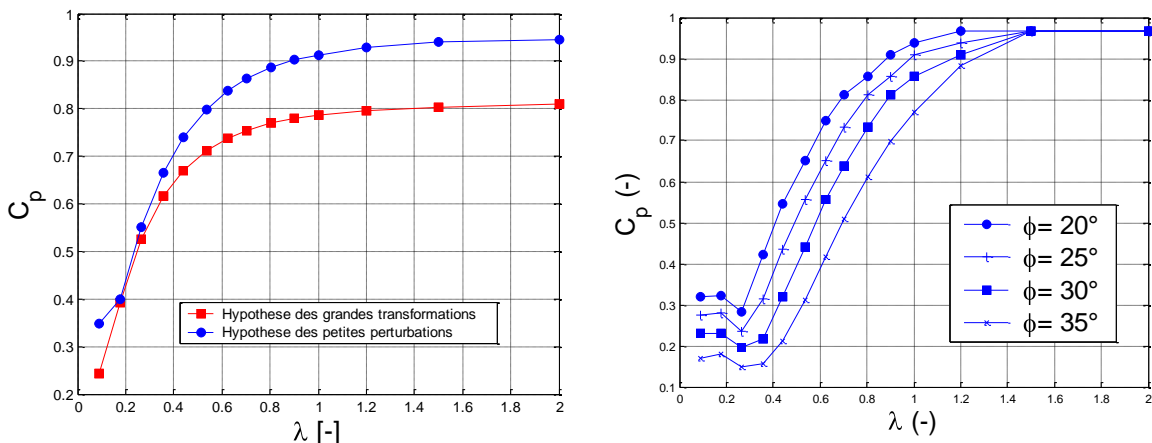 1
0.9
0.8
0.7
0.6
0.5
0.4
0.3
0.2
0 0.2 0.4 0.6 0.8 1 1.2 1.4 1.6 1.8 2
C_p
λ [-]
Hypothese des grandes transformations
Hypothese des petites perturbations
1
0.9
0.8
0.7
0.6
0.5
0.4
0.3
0.2
0.1
0 0.2 0.4 0.6 0.8 1 1.2 1.4 1.6 1.8 2
C_p (-)
λ (-)
ϕ= 20°
ϕ= 25°
ϕ= 30°
ϕ= 35°